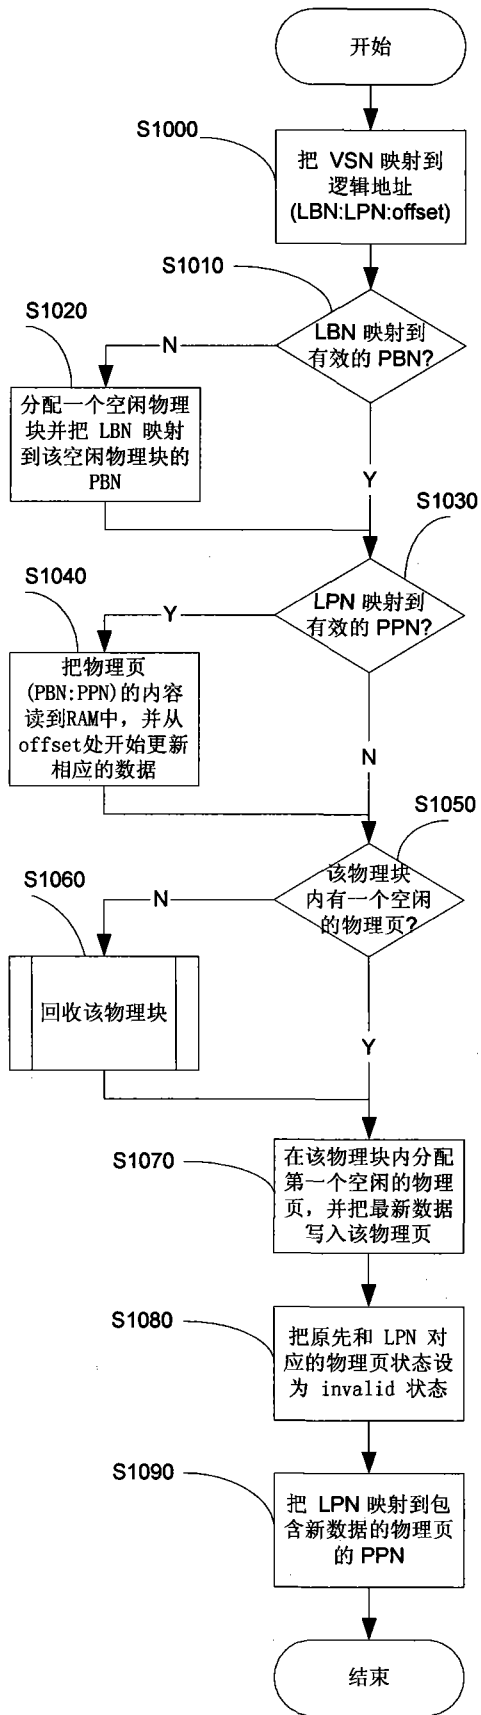 开始
S1000
把 VSN 映射到
逻辑地址
(LBN:LPN:offset)
S1010
LBN 映射到
有效的 PBN?
N
S1020
分配一个空闲物理
块并把 LBN 映射
到该空闲物理块的
PBN
Y
S1030
LPN 映射到
有效的 PPN?
Y
S1040
把物理页
(PBN:PPN)的内容
读到RAM中，并从
offset处开始更新
相应的数据
N
S1050
该物理块
内有一个空闲
的物理页?
N
S1060
回收该物理块
Y
S1070
在该物理块内分配
第一个空闲的物理
页，并把最新数据
写入该物理页
S1080
把原先和 LPN 对
应的物理页状态设
为 invalid 状态
S1090
把 LPN 映射到包
含新数据的物理页
的 PPN
结束